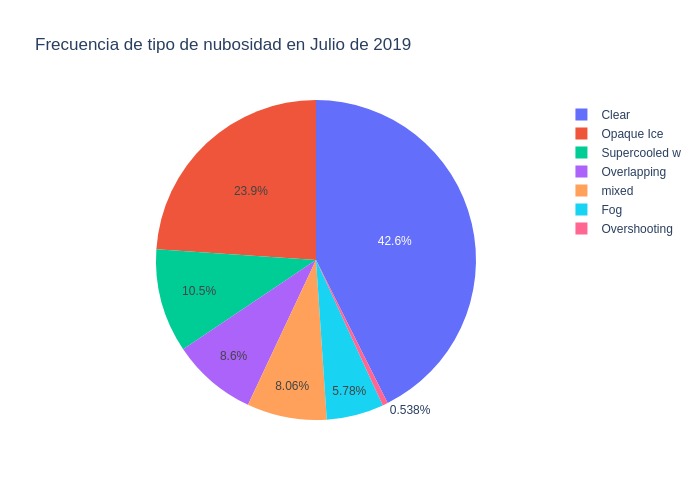 Frecuencia de tipo de nubosidad en Julio de 2019
Clear
Opaque Ice
Supercooled w
Overlapping
mixed
Fog
Overshooting
42.6%
23.9%
10.5%
8.6%
8.06%
5.78%
0.538%